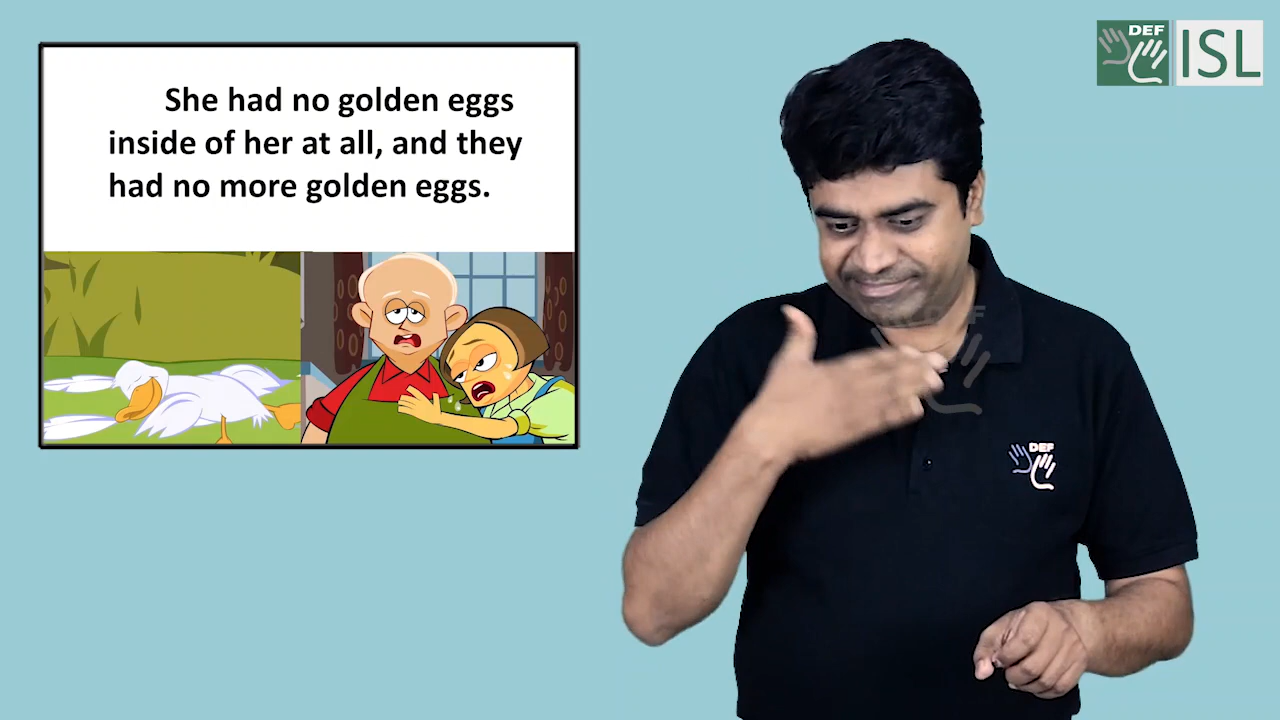 She had no golden eggs
inside of her at all, and they
had no more golden eggs.
DEF
ISL
DEF
DEF